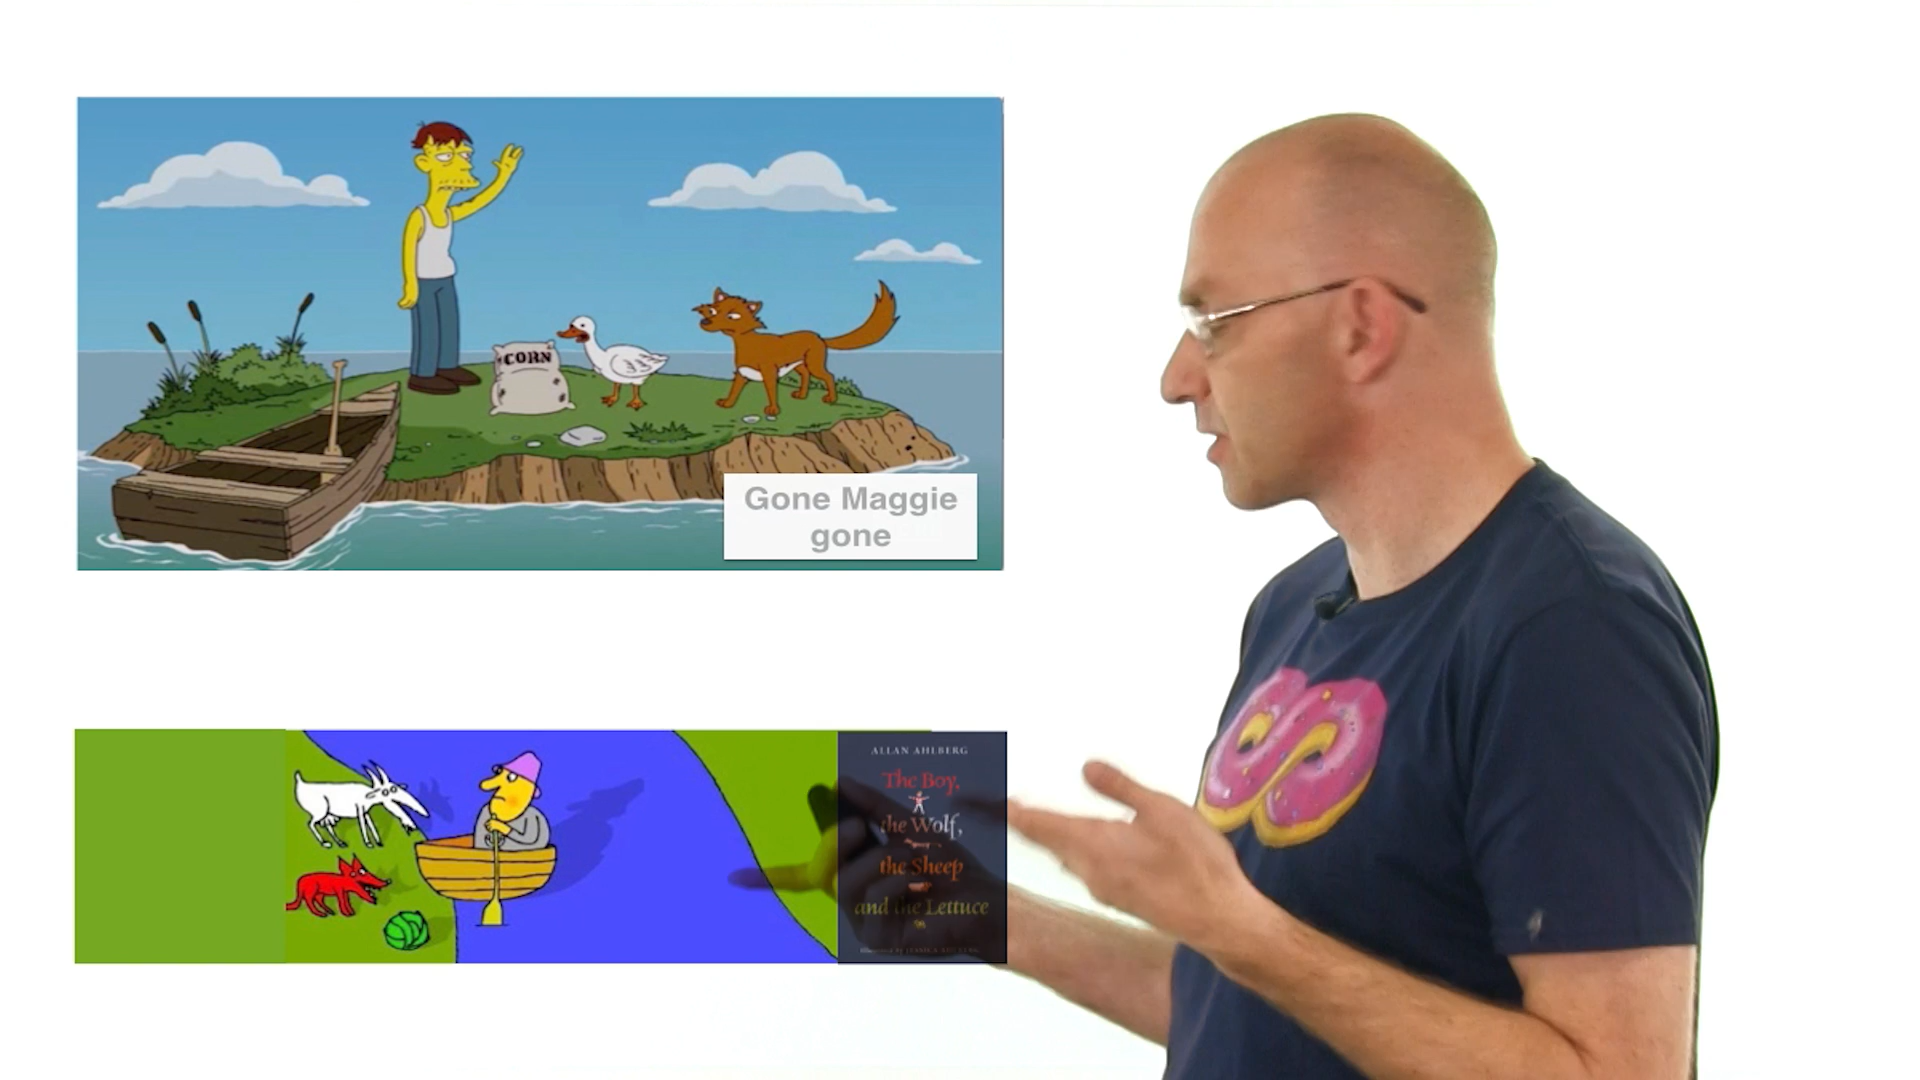 CORN
Gone Maggie
gone
ALLAN AHLBERG
The Boy,
the Wolf,
the Sheep
and the Lettuce